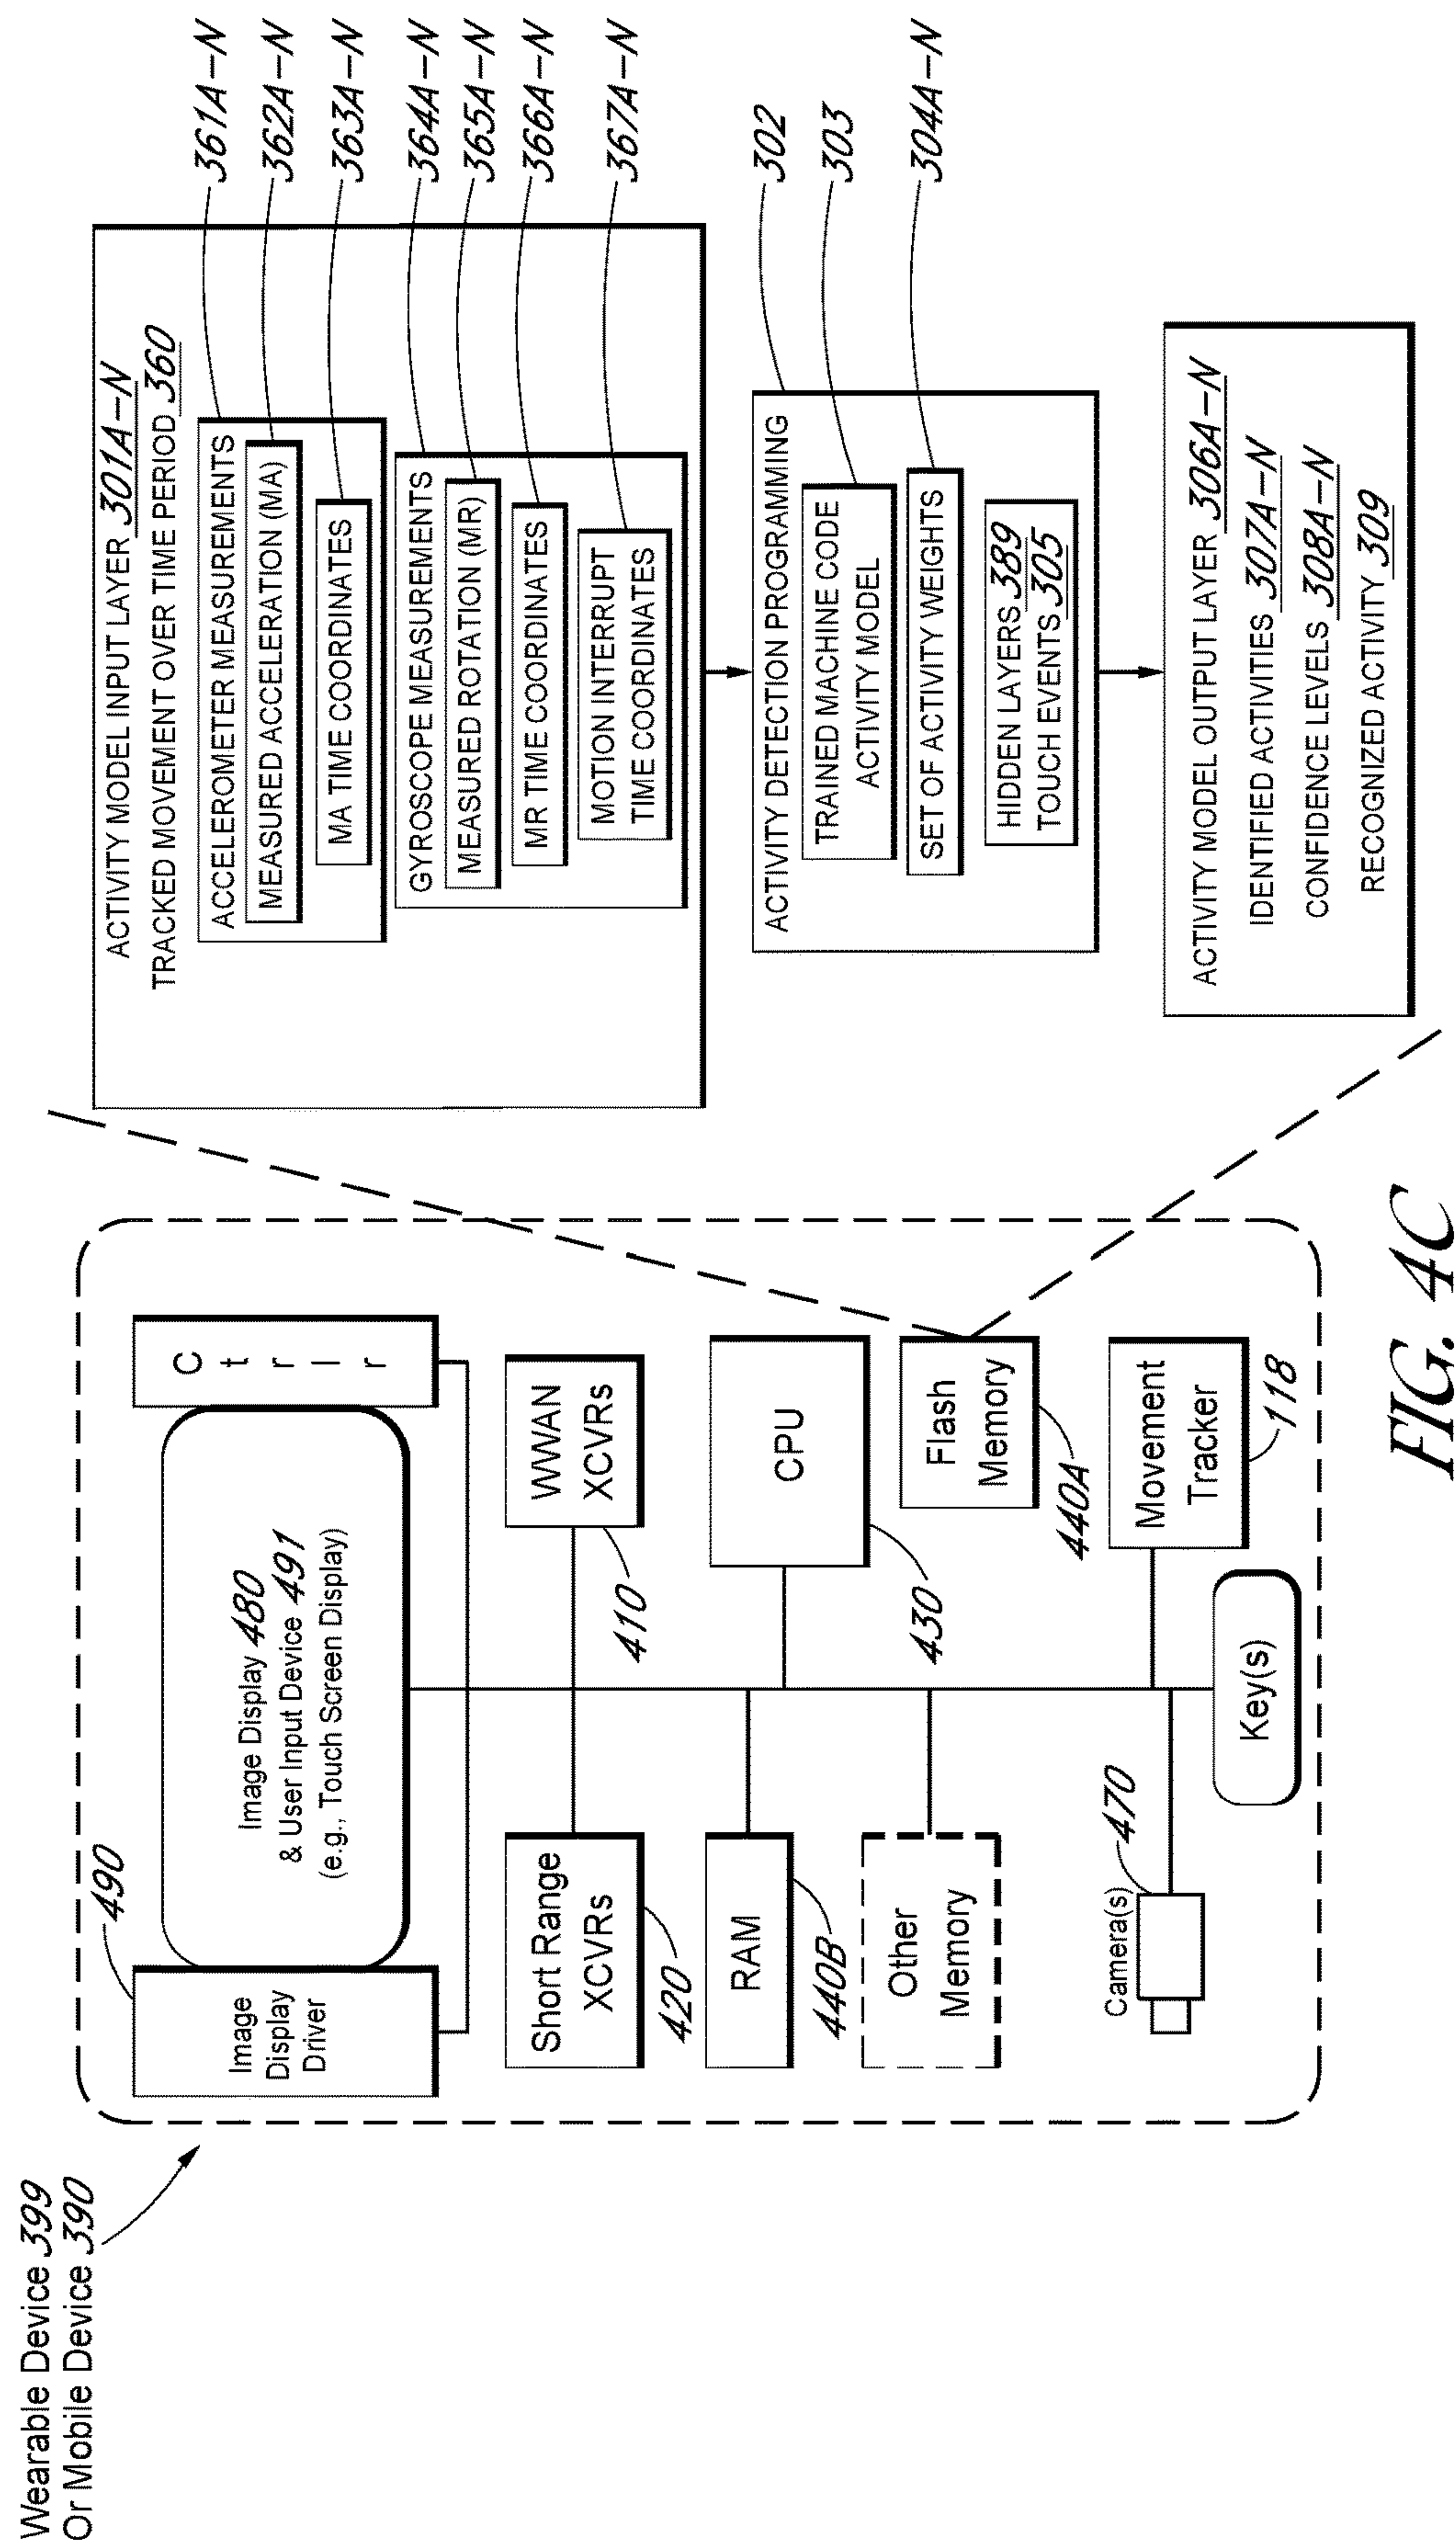 Wearable Device 399
Or Mobile Device 390
490
Image
Display
Driver
Image Display 480
& User Input Device 491
(e.g., Touch Screen Display)
C
t
r
l
r
Short Range
XCVRs
420
WWAN
XCVRs
410
RAM
440B
CPU
430
Other
Memory
Flash
Memory
440A
Camera(s)
470
Movement
Tracker
118
Key(s)
ACTIVITY MODEL INPUT LAYER 301A-N
TRACKED MOVEMENT OVER TIME PERIOD 360
ACCELEROMETER MEASUREMENTS
361A-N
MEASURED ACCELERATION (MA)
362A-N
MA TIME COORDINATES
363A-N
GYROSCOPE MEASUREMENTS
364A-N
MEASURED ROTATION (MR)
365A-N
MR TIME COORDINATES
366A-N
MOTION INTERRUPT
TIME COORDINATES
367A-N
ACTIVITY DETECTION PROGRAMMING
302
TRAINED MACHINE CODE
ACTIVITY MODEL
303
SET OF ACTIVITY WEIGHTS
304A-N
HIDDEN LAYERS 389
TOUCH EVENTS 305
ACTIVITY MODEL OUTPUT LAYER 306A-N
IDENTIFIED ACTIVITIES 307A-N
CONFIDENCE LEVELS 308A-N
RECOGNIZED ACTIVITY 309
FIG. 4C